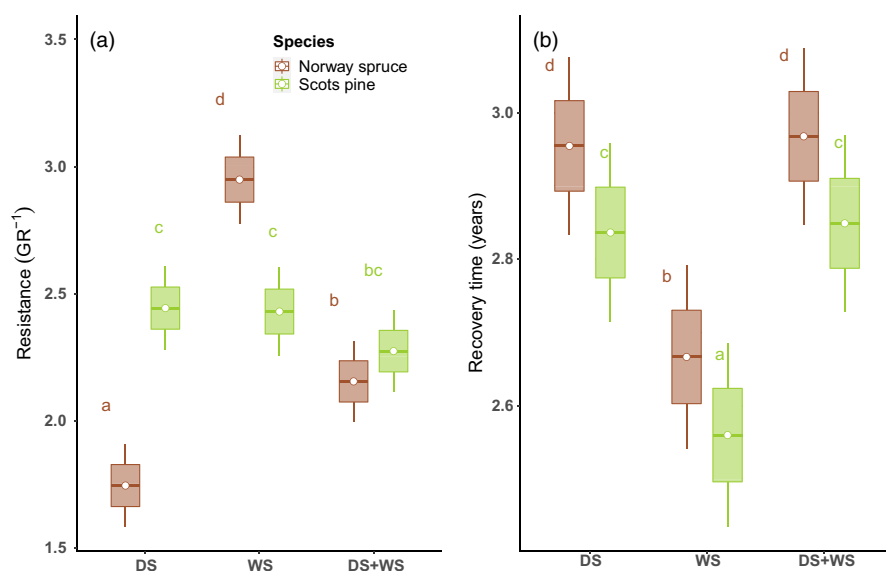 (a)
Species
Norway spruce
Scots pine
Resistance (GR⁻¹)
3.5
3.0
2.5
2.0
1.5
a
c
d
c
b
bc
DS
WS
DS+WS
(b)
Recovery time (years)
3.0
2.8
2.6
d
c
b
a
d
c
DS
WS
DS+WS